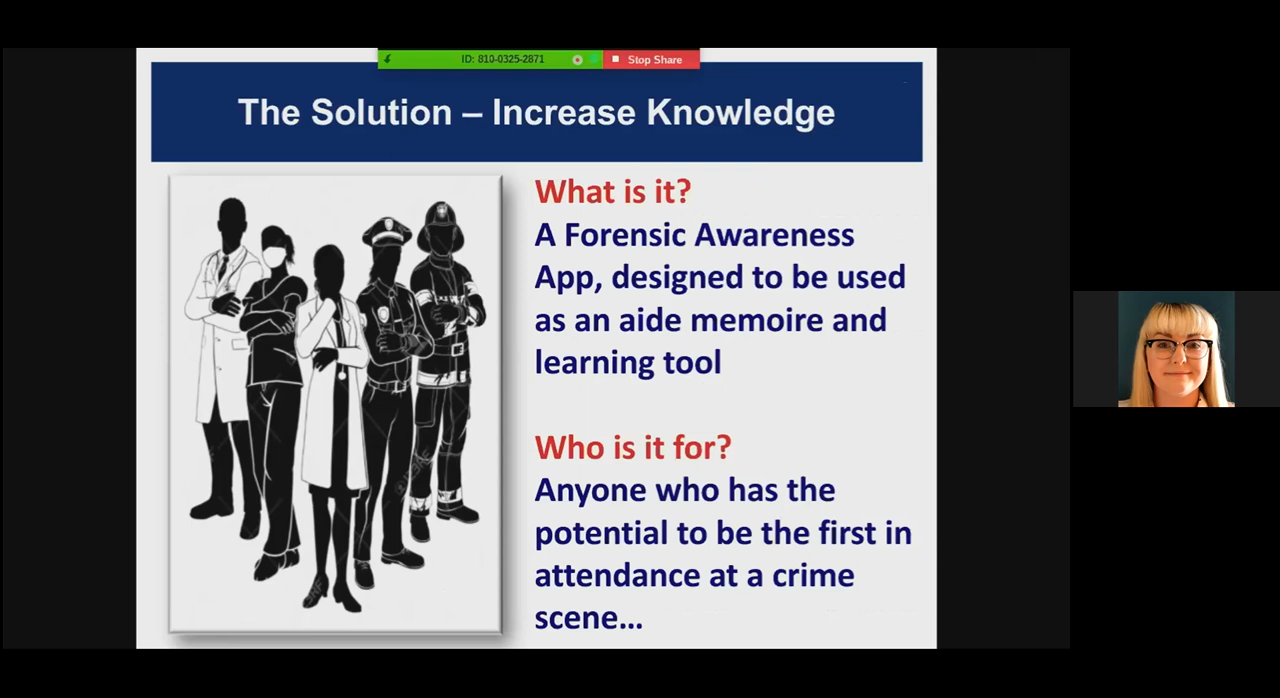 ID: 810-0325-2871
Stop Share
The Solution – Increase Knowledge
What is it?
A Forensic Awareness
App, designed to be used
as an aide memoire and
learning tool
Who is it for?
Anyone who has the
potential to be the first in
attendance at a crime
scene...